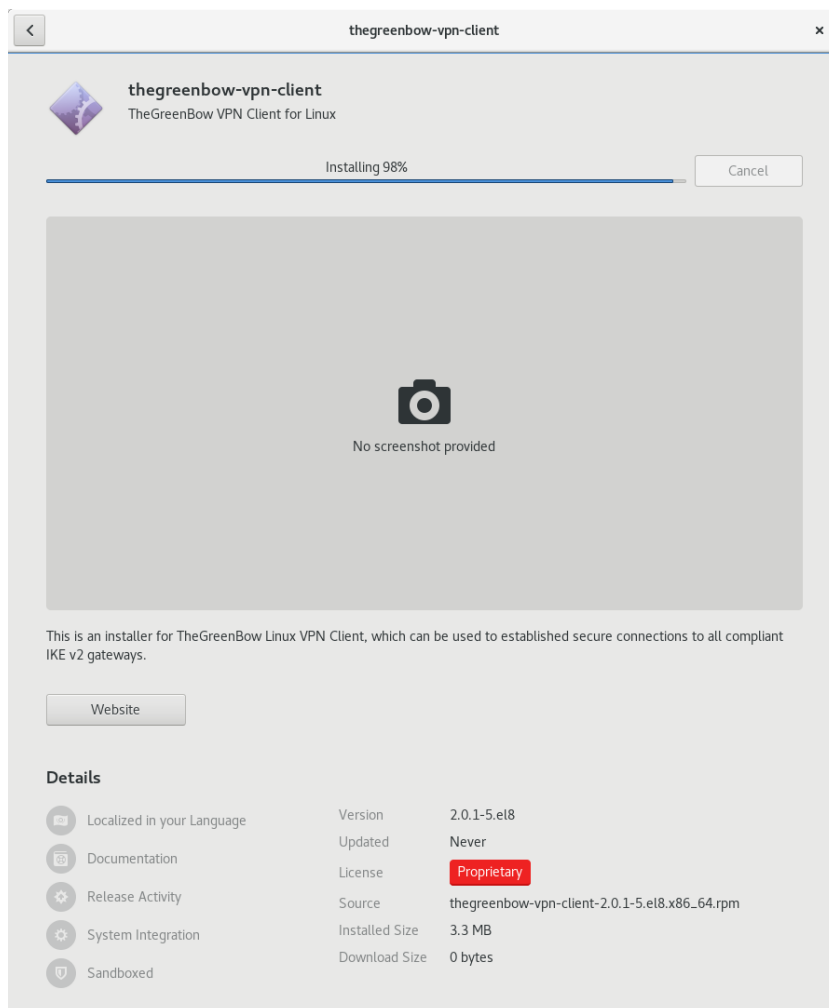 thegreenbow-vpn-client
thegreenbow-vpn-client
TheGreenBow VPN Client for Linux
Installing 98%
Cancel
No screenshot provided
This is an installer for TheGreenBow Linux VPN Client, which can be used to established secure connections to all compliant
IKE v2 gateways.
Website
Details
Localized in your Language
Documentation
Release Activity
System Integration
Sandboxed
Version 2.0.1-5.el8
Updated Never
License Proprietary
Source thegreenbow-vpn-client-2.0.1-5.el8.x86_64.rpm
Installed Size 3.3 MB
Download Size 0 bytes